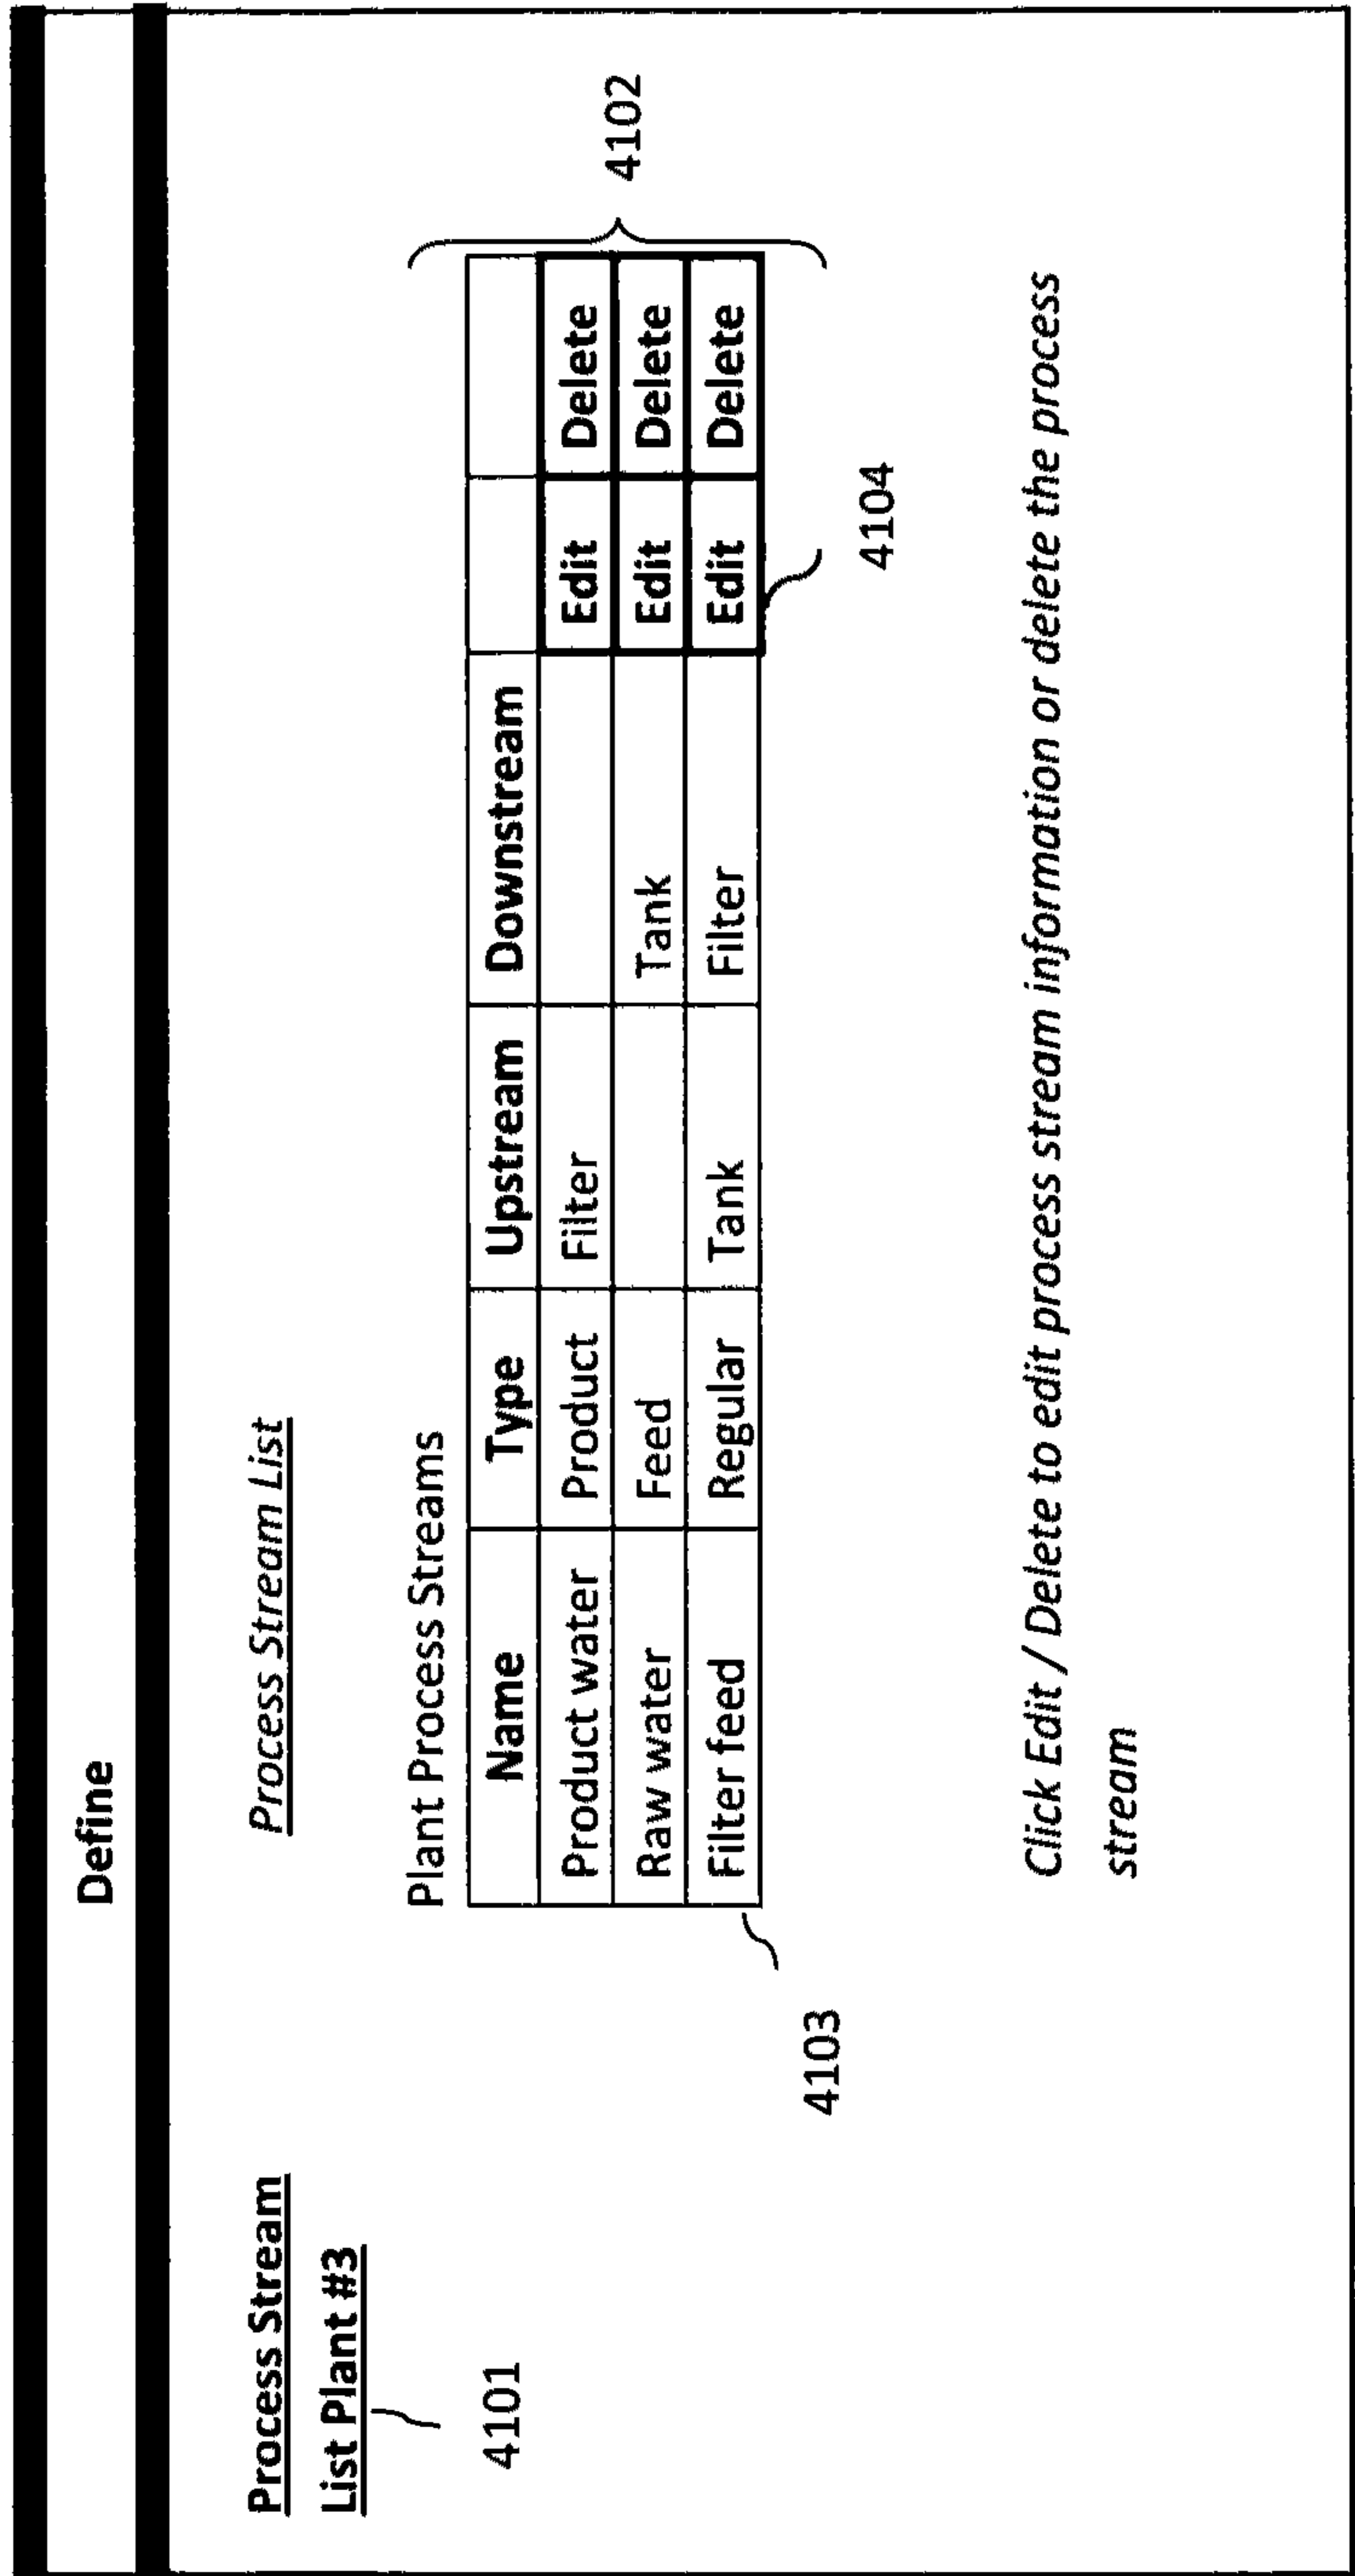 Define
Process Stream
List Plant #3
4101
Process Stream List
Plant Process Streams
Name Type Upstream Downstream
Product water Product Filter Edit Delete
Raw water Feed Tank Edit Delete
Filter feed Regular Tank Filter Edit Delete
4102
4103
4104
Click Edit / Delete to edit process stream information or delete the process
stream